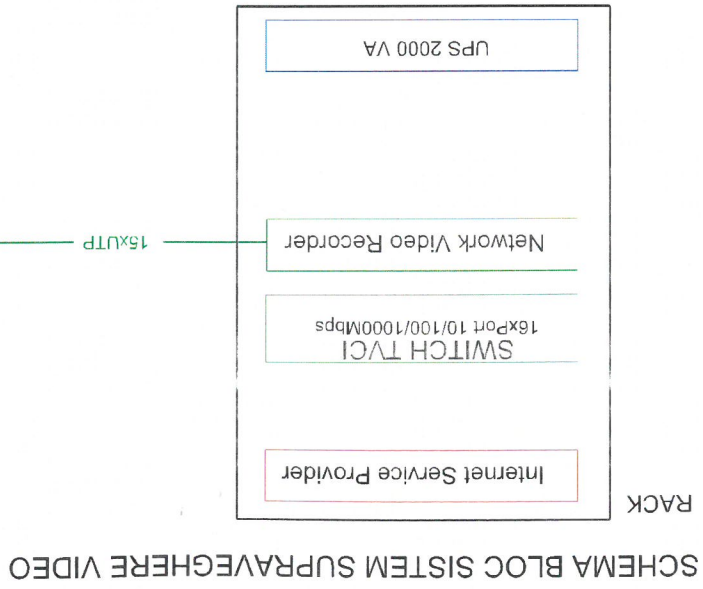 SCHEMA BLOC SISTEM SUPRAVEGHERE VIDEO
RACK
Internet Service Provider
SWITCH TVCI
16xPort 10/100/1000Mbps
Network Video Recorder
15xUTP
UPS 2000 VA